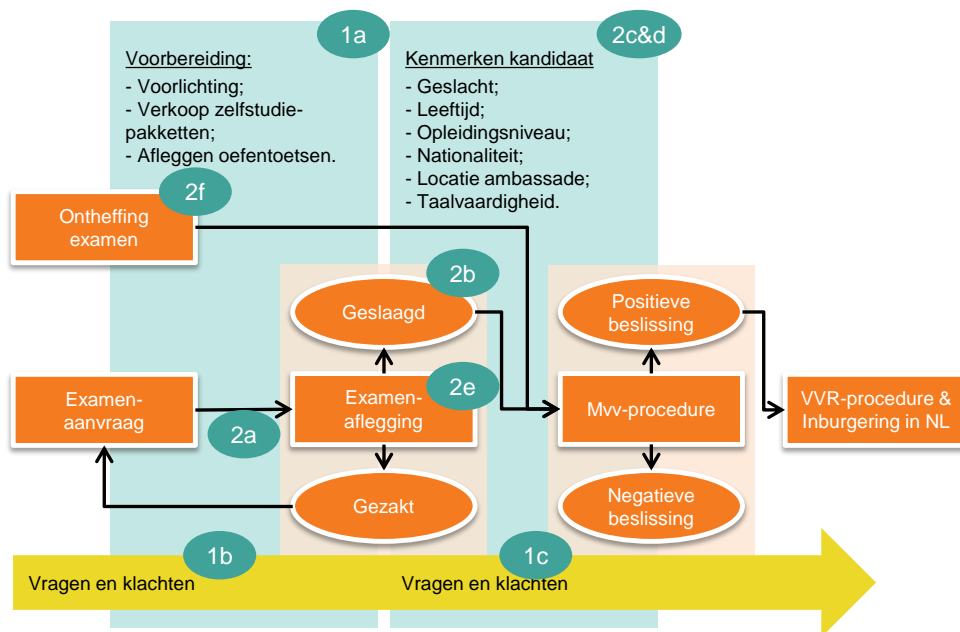 1a
2c&d
Voorbereiding:
- Voorlichting;
- Verkoop zelfstudie-
pakketten;
- Afleggen oefentoetsen.
Kenmerken kandidaat
- Geslacht;
- Leeftijd;
- Opleidingsniveau;
- Nationaliteit;
- Locatie ambassade;
- Taalvaardigheid.
2f
Ontheffing
examen
2b
Geslaagd
Positieve
beslissing
2e
Examen-
aanvraag
2a
Examen-
aflegging
Mvv-procedure
VVR-procedure &
Inburgering in NL
Gezakt
Negatieve
beslissing
1b
1c
Vragen en klachten
Vragen en klachten